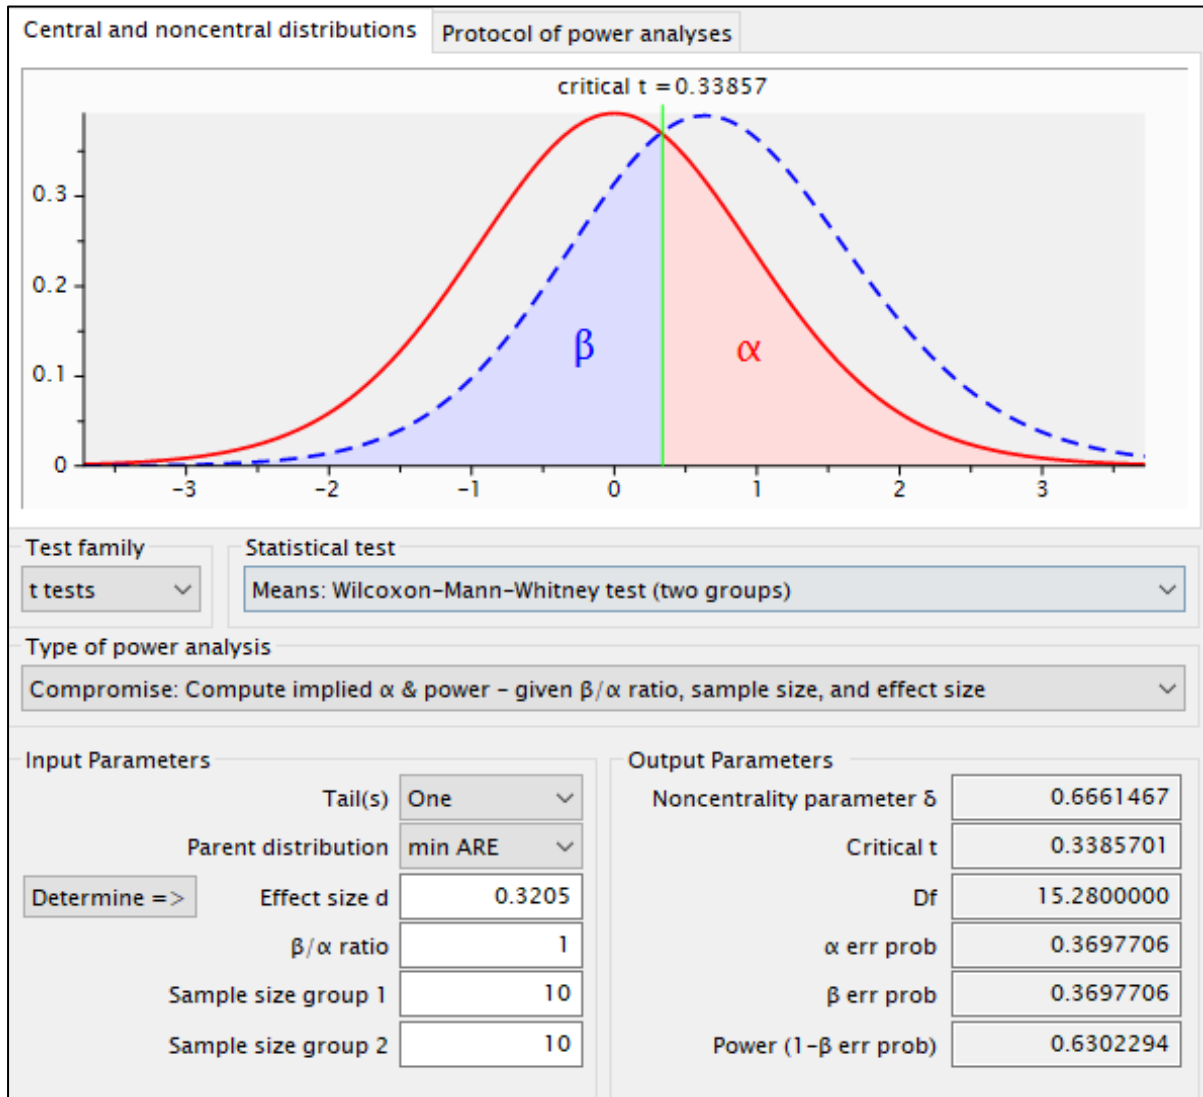 Central and noncentral distributions Protocol of power analyses
critical t = 0.33857
0.3
0.2
0.1
0
-3 -2 -1 0 1 2 3
β α
Test family Statistical test
t tests Means: Wilcoxon-Mann-Whitney test (two groups)
Type of power analysis
Compromise: Compute implied α & power - given β/α ratio, sample size, and effect size
Input Parameters
Tail(s) One
Parent distribution min ARE
Determine => Effect size d 0.3205
β/α ratio 1
Sample size group 1 10
Sample size group 2 10
Output Parameters
Noncentrality parameter δ 0.6661467
Critical t 0.3385701
Df 15.2800000
α err prob 0.3697706
β err prob 0.3697706
Power (1-β err prob) 0.6302294